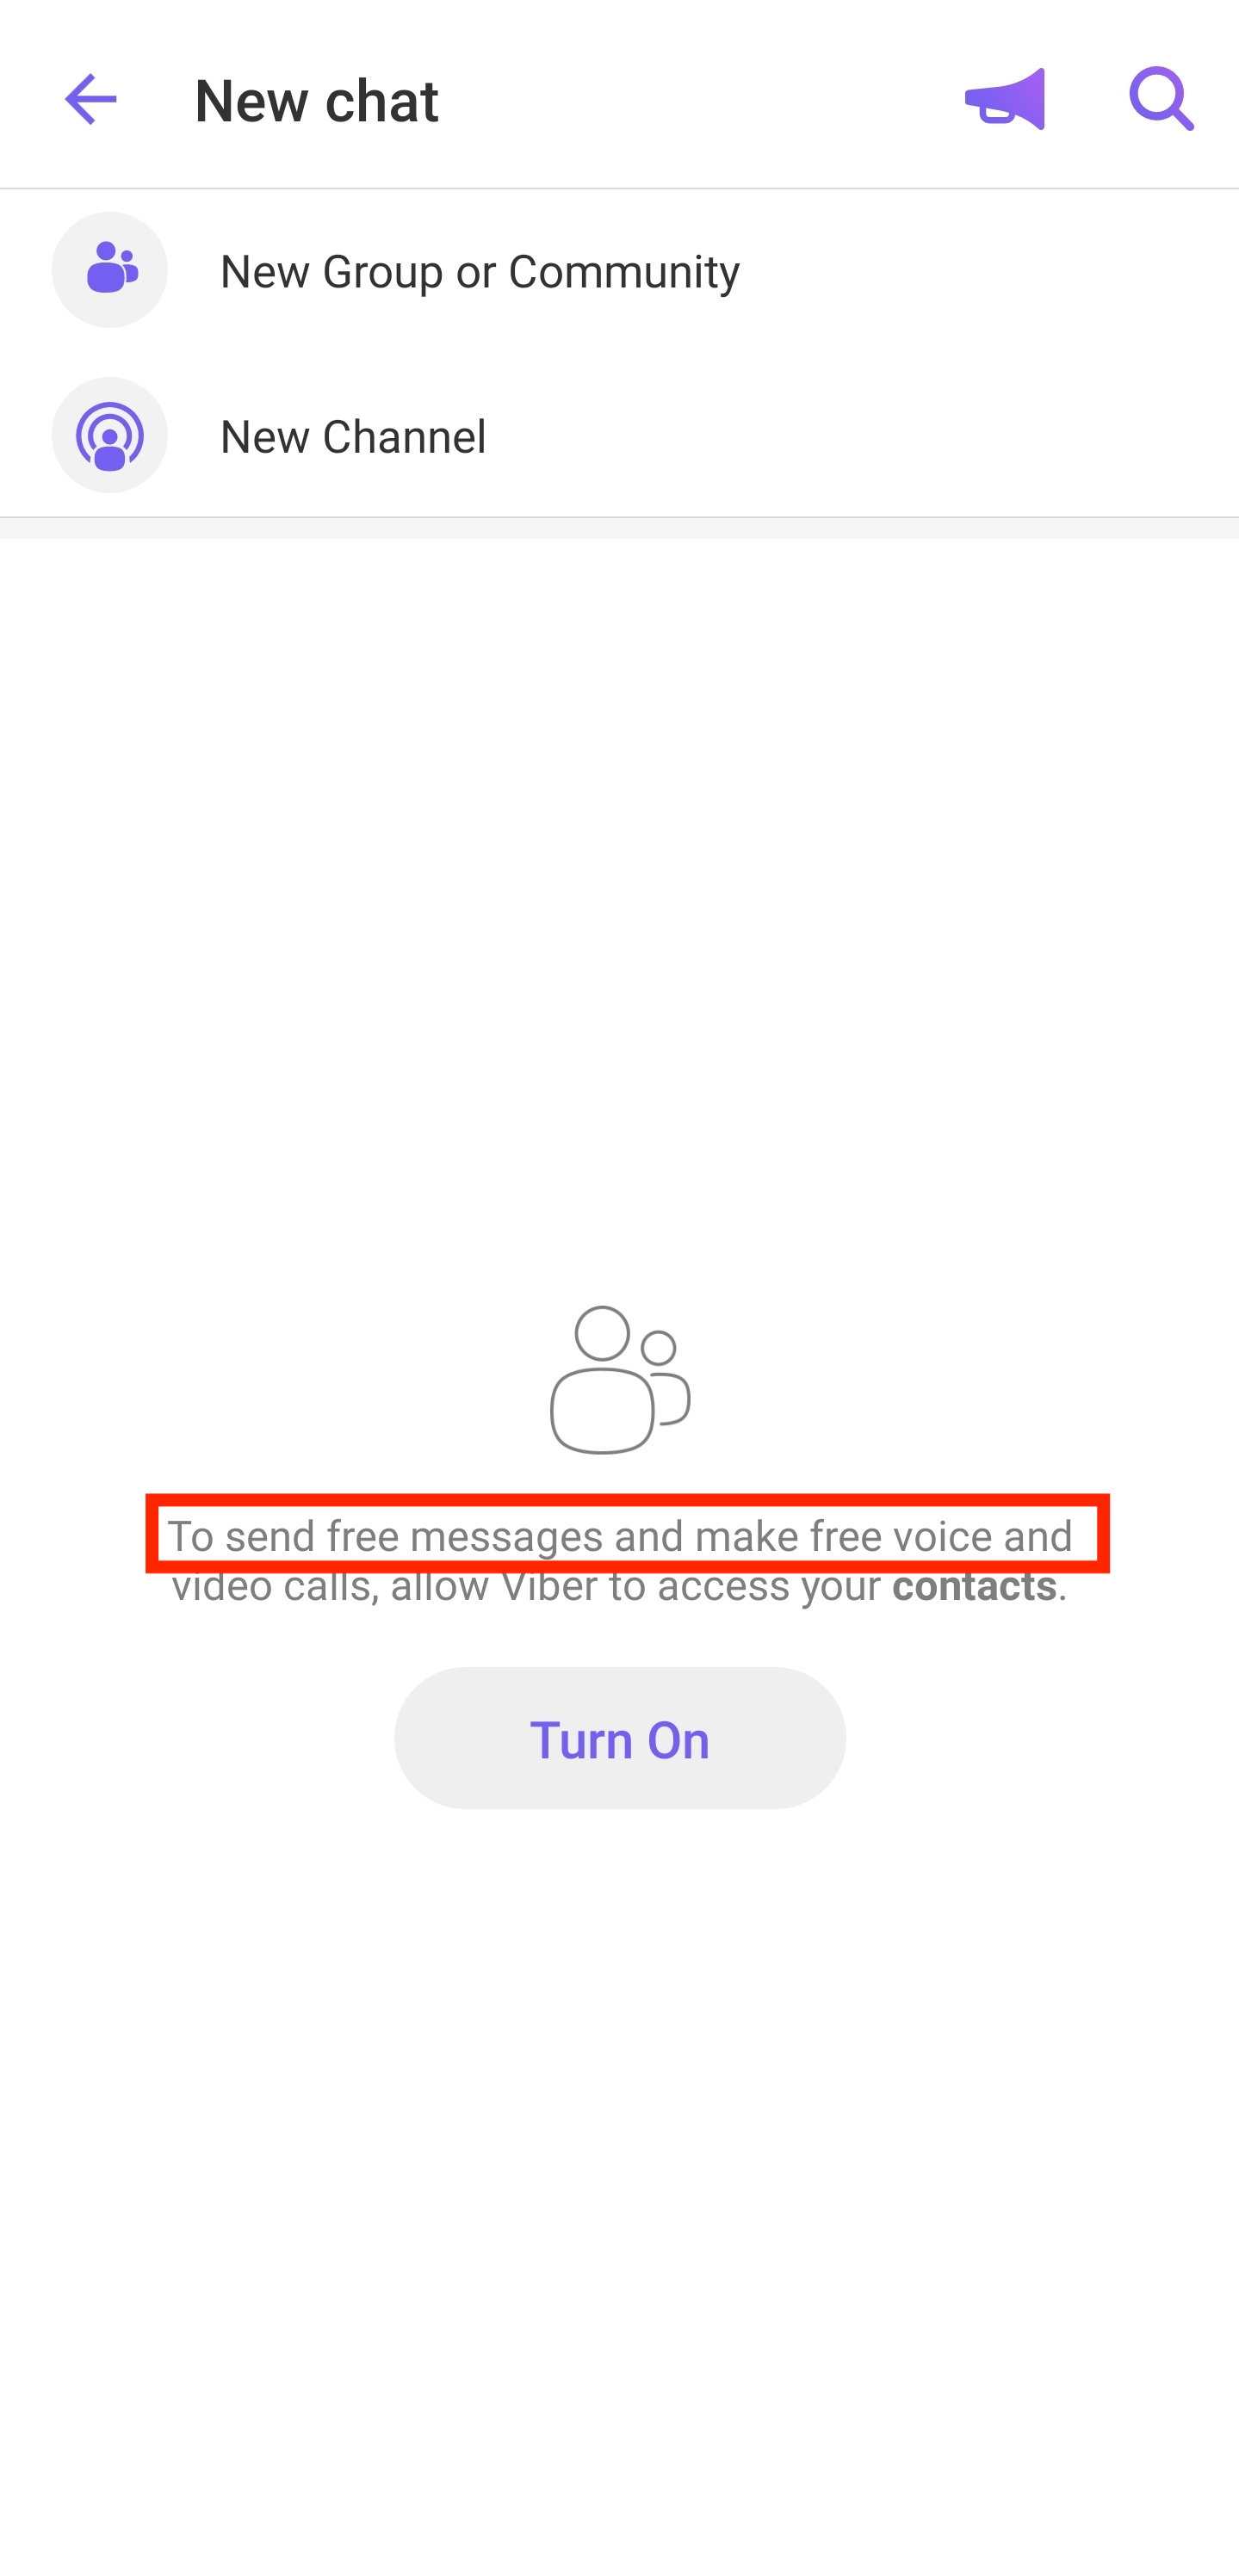 New chat
New Group or Community
New Channel
To send free messages and make free voice and
video calls, allow Viber to access your contacts.
Turn On